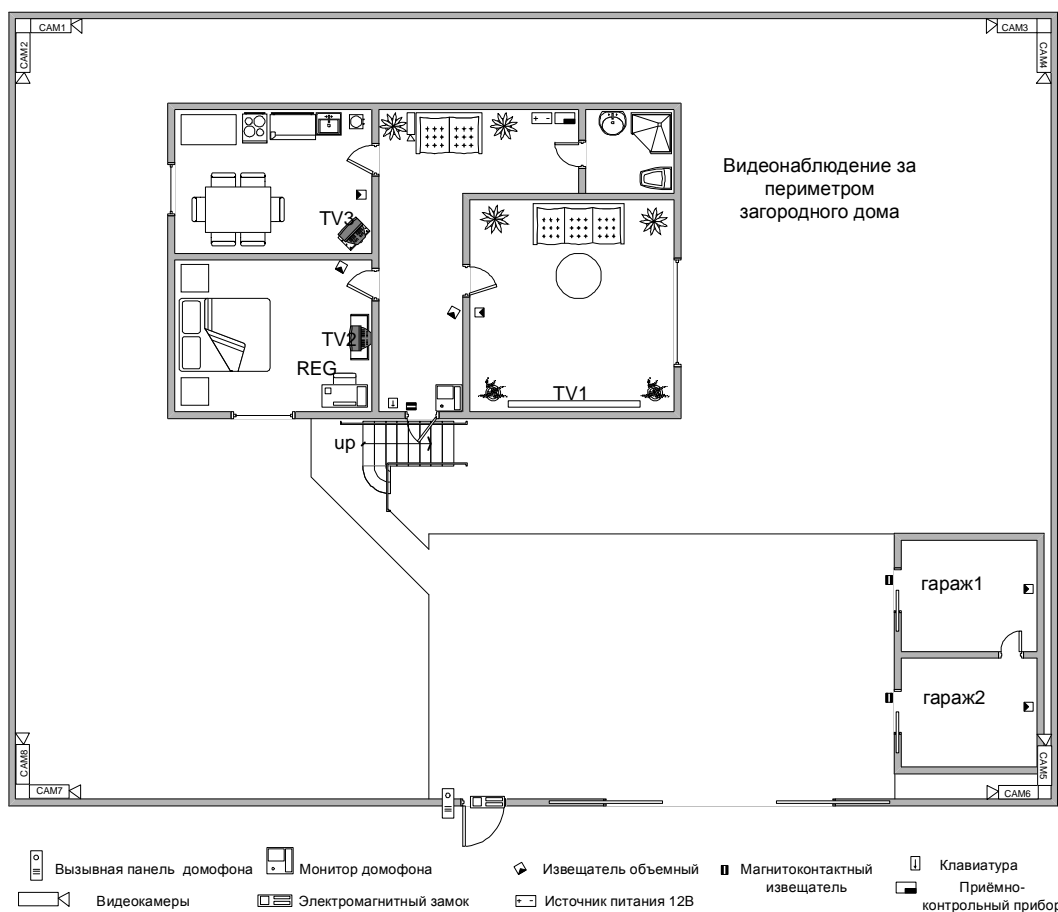 CAM1
CAM3
CAM2
CAM4
Видеонаблюдение за
периметром
загородного дома
TV3
TV2
REG
TV1
up
гараж1
гараж2
CAM8
CAM5
CAM7
CAM6
Вызывная панель домофона
Монитор домофона
Извещатель объемный
Магнитоконтактный
извещатель
Клавиатура
Видеокамеры
Электромагнитный замок
Источник питания 12В
Приёмно-
контрольный прибор